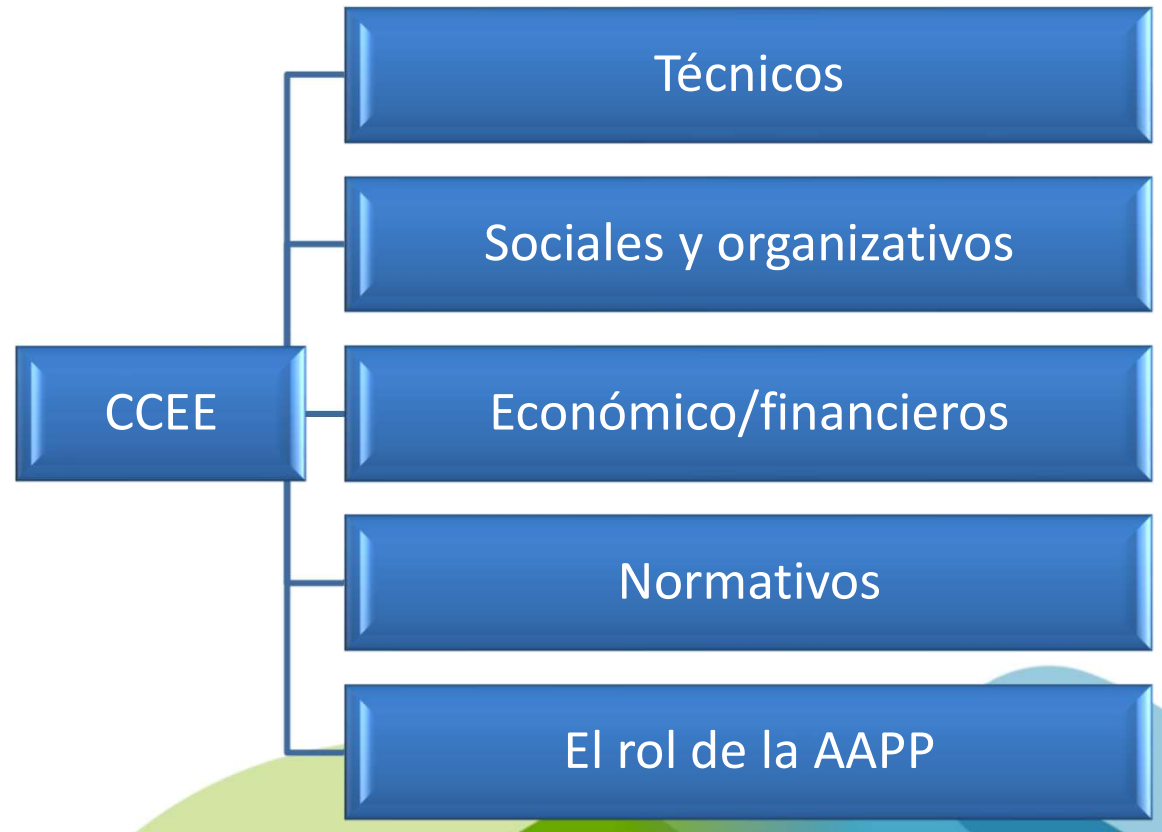 Técnicos
Sociales y organizativos
CCEE
Económico/financieros
Normativos
El rol de la AAPP